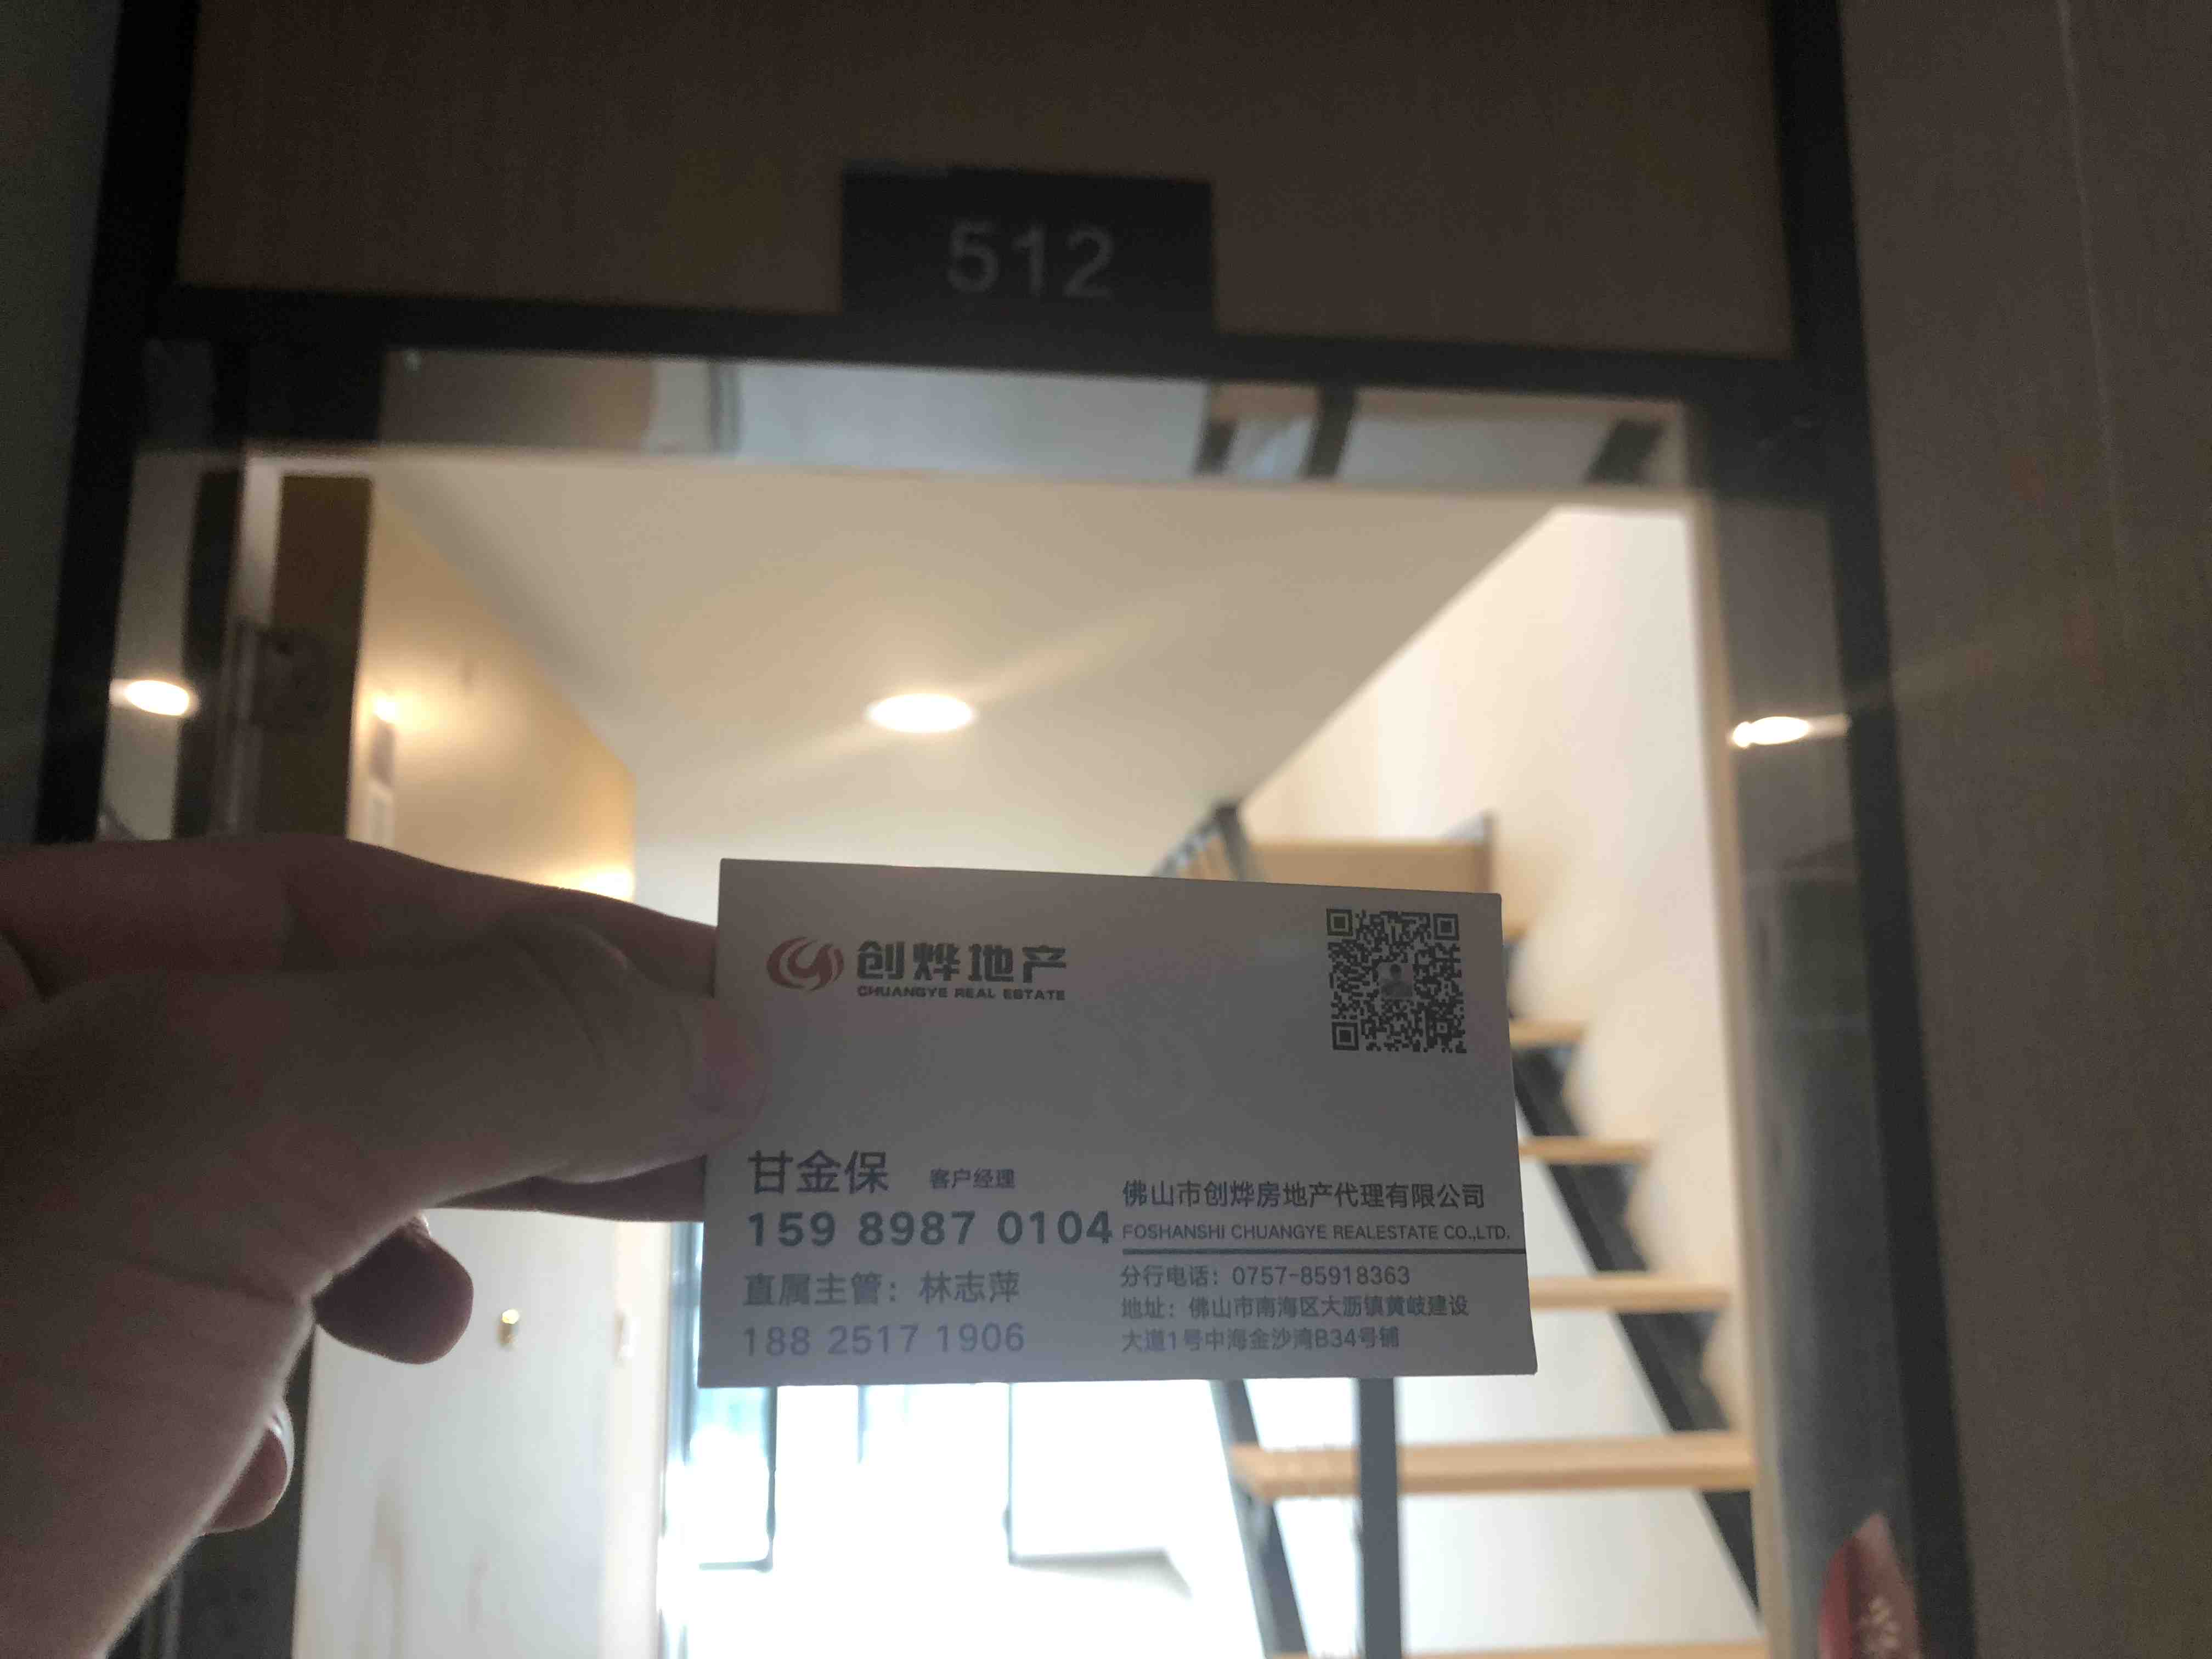 512
创烨地产
CHUANGYE REAL ESTATE
甘金保 客户经理
159 8987 0104
直属主管：林志萍
188 2517 1906
佛山市创烨房地产代理有限公司
FOSHANSHI CHUANGYE REALESTATE CO.,LTD.
分行电话：0757-85918363
地址：佛山市南海区大沥镇黄岐建设
大道1号中海金沙湾B34号铺